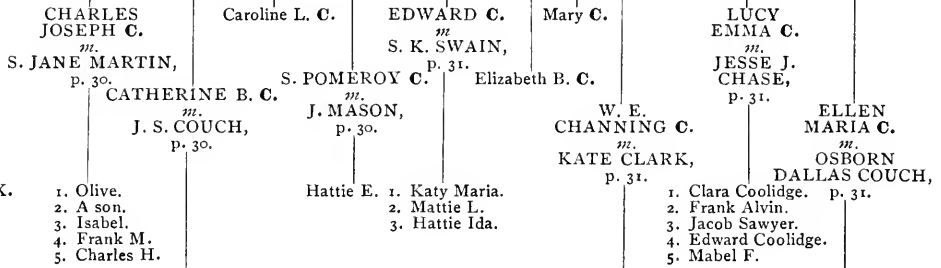 CHARLES
JOSEPH C.
m.
S. JANE MARTIN,
p. 30.
1. Olive.
2. A son.
3. Isabel.
4. Frank M.
5. Charles H.
CATHERINE B. C.
m.
J. S. COUCH,
p. 30.
Caroline L. C.
S. POMEROY C.
m.
J. MASON,
p. 30.
Hattie E.
EDWARD C.
m
S. K. SWAIN,
p. 31.
1. Katy Maria.
2. Mattie L.
3. Hattie Ida.
Elizabeth B. C.
Mary C.
W. E.
CHANNING C.
m.
KATE CLARK,
p. 31.
LUCY
EMMA C.
m.
JESSE J.
CHASE,
p. 31.
1. Clara Coolidge.
2. Frank Alvin.
3. Jacob Sawyer.
4. Edward Coolidge.
5. Mabel F.
ELLEN
MARIA C.
m.
OSBORN
DALLAS COUCH,
p. 31.